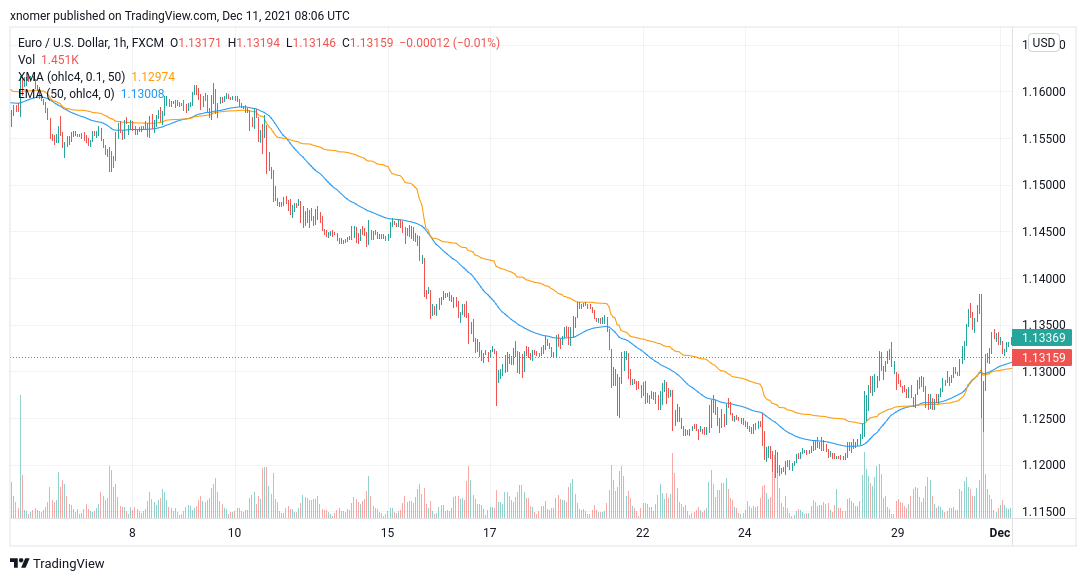 xnomer published on TradingView.com, Dec 11, 2021 08:06 UTC
Euro / U.S. Dollar, 1h, FXCM O1.13171 H1.13194 L1.13146 C1.13159 −0.00012 (−0.01%)
Vol 1.451K
XMA (ohlc4, 0.1, 50) 1.12974
EMA (50, ohlc4, 0) 1.13008
USD
1.16000
1.15500
1.15000
1.14500
1.14000
1.13500
1.13369
1.13159
1.13000
1.12500
1.12000
1.11500
8 10 15 17 22 24 29 Dec
TradingView